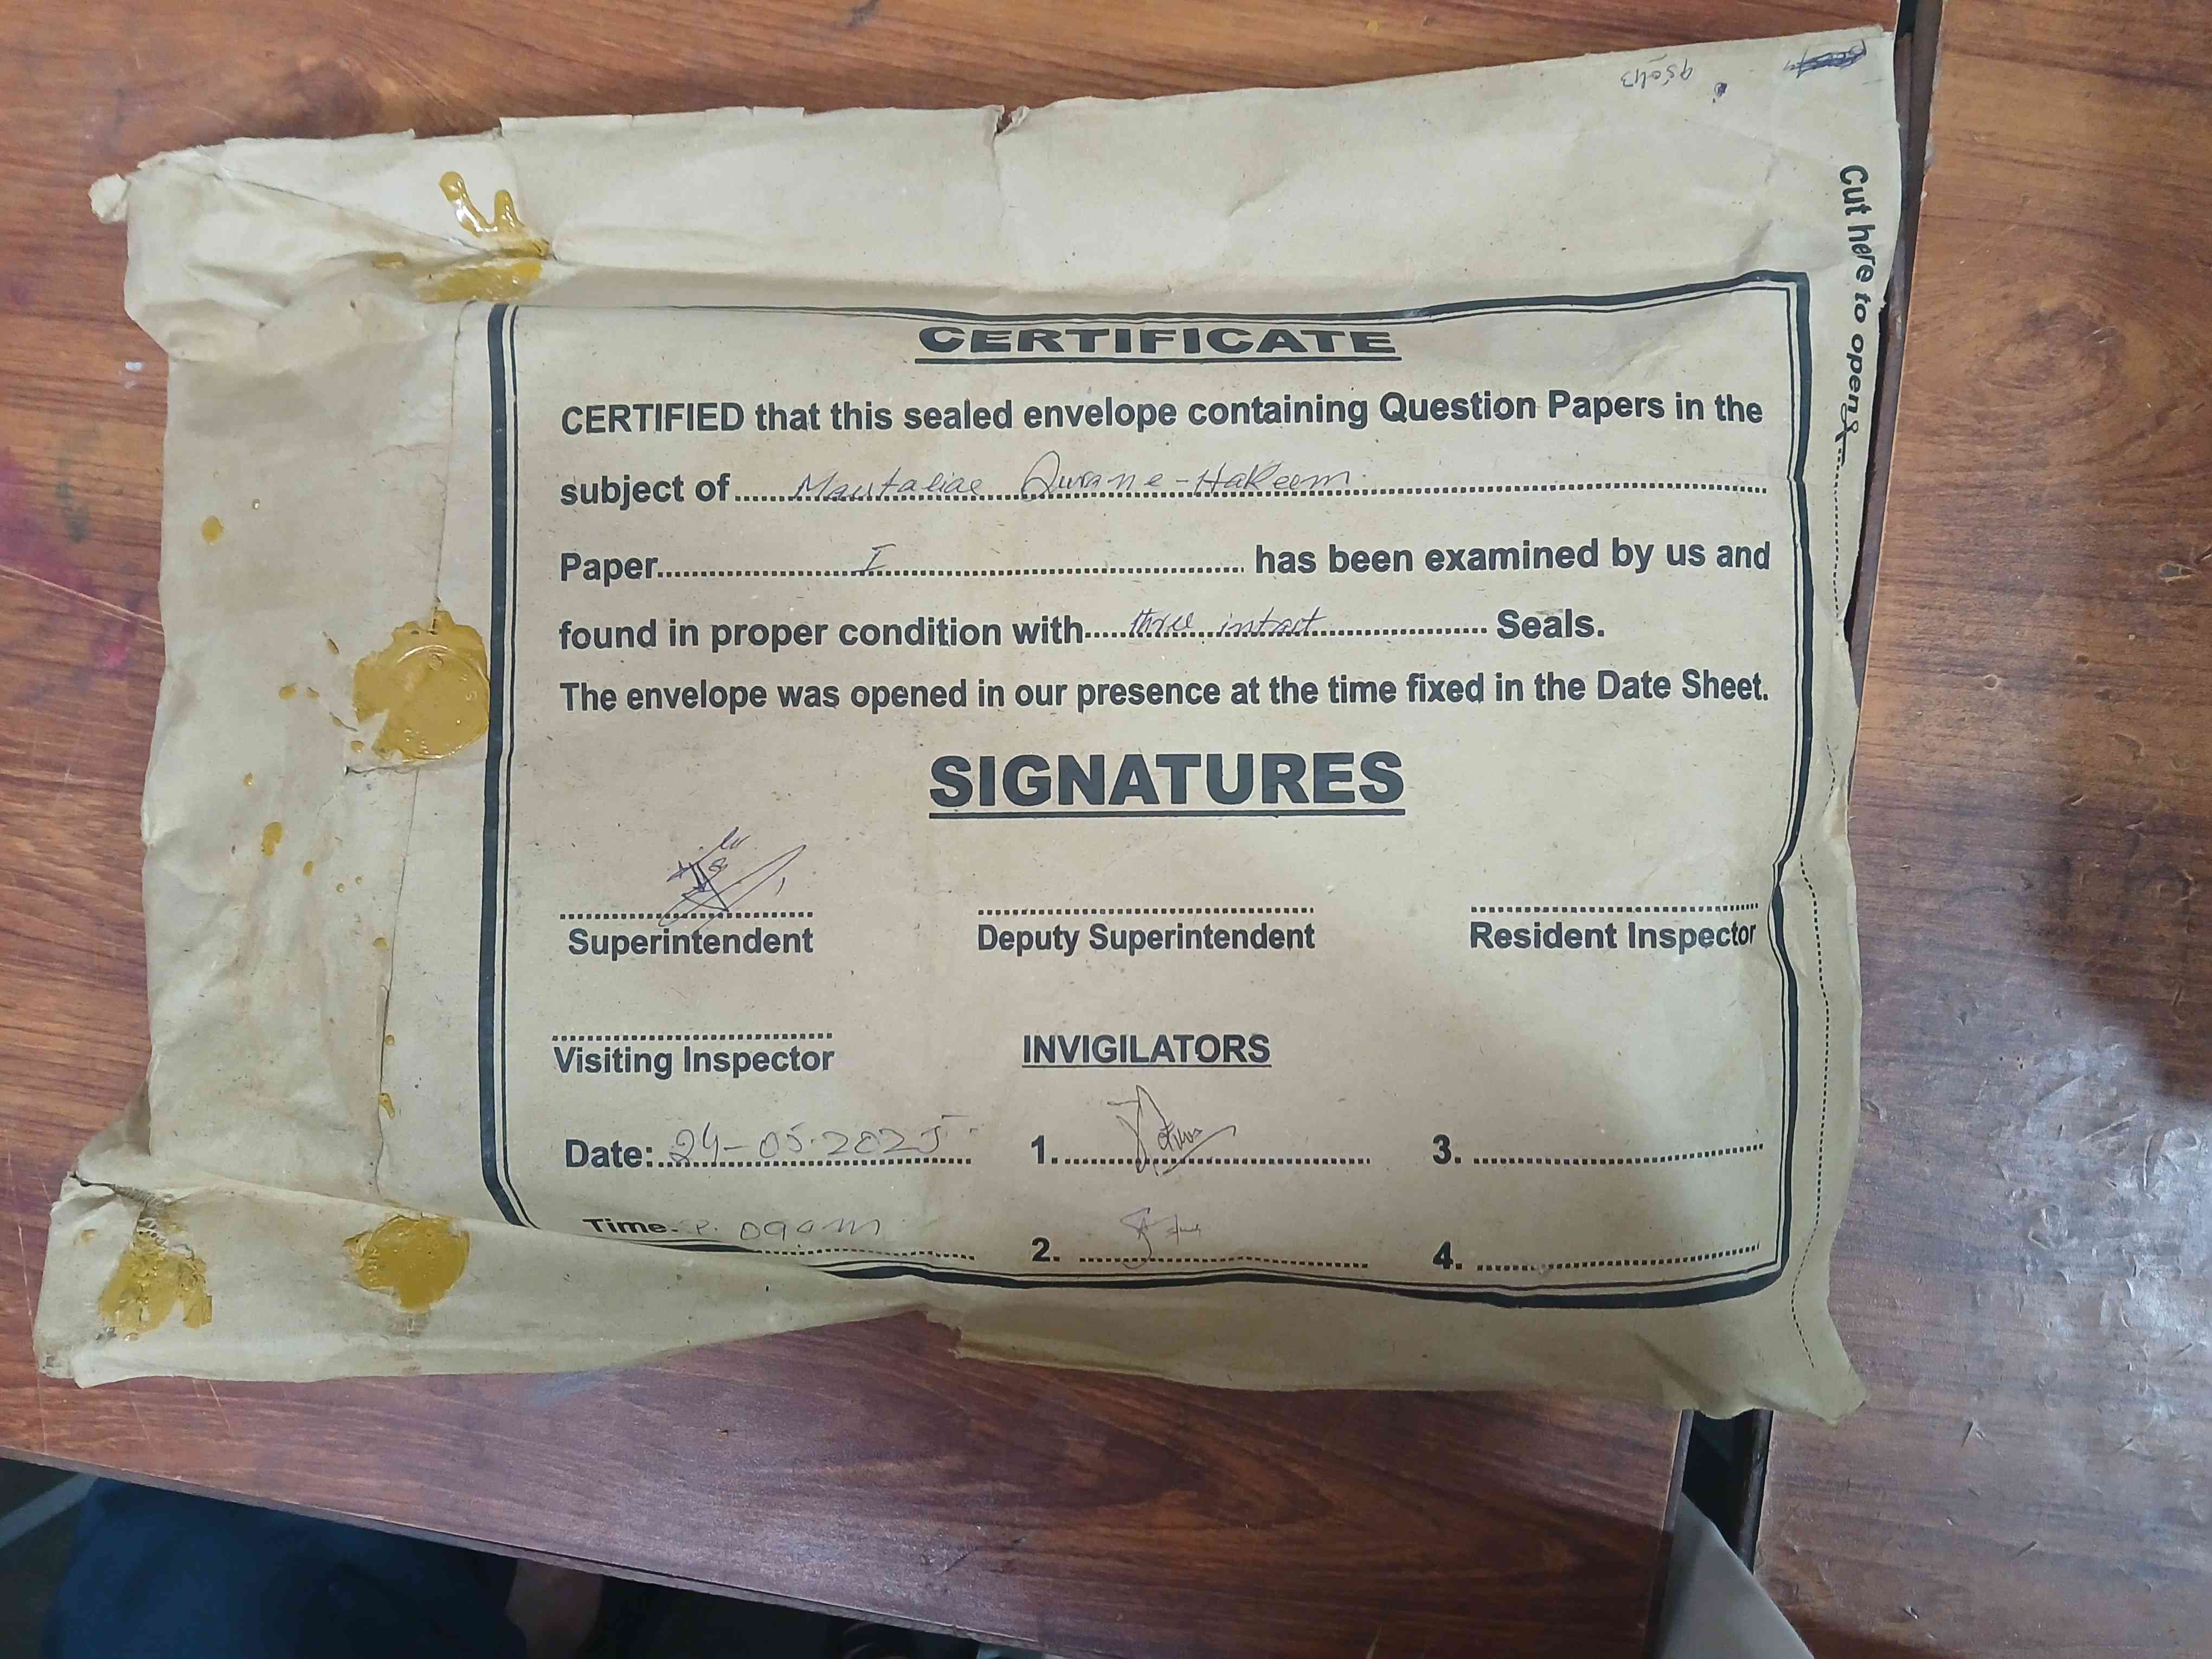 Cut here to open
CERTIFICATE
CERTIFIED that this sealed envelope containing Question Papers in the
subject of Qurane-Hakeem
Paper I has been examined by us and
found in proper condition with three intact Seals.
The envelope was opened in our presence at the time fixed in the Date Sheet.
SIGNATURES
Superintendent Deputy Superintendent Resident Inspector
Visiting Inspector INVIGILATORS
Date: 24-05-2025 1. 3.
Time 09am 2. 4.